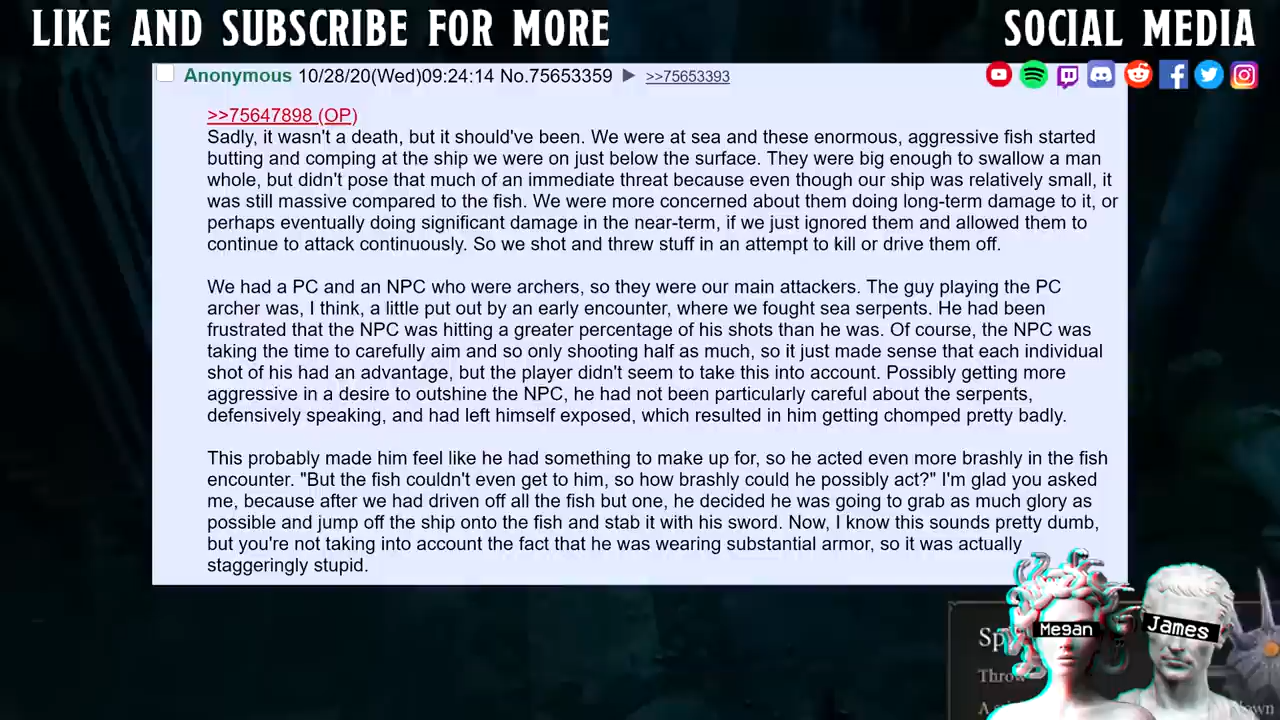 LIKE AND SUBSCRIBE FOR MORE
SOCIAL MEDIA
Anonymous 10/28/20(Wed)09:24:14 No.75653359 ▶ >>75653393
>>75647898 (OP)
Sadly, it wasn't a death, but it should've been. We were at sea and these enormous, aggressive fish started
butting and comping at the ship we were on just below the surface. They were big enough to swallow a man
whole, but didn't pose that much of an immediate threat because even though our ship was relatively small, it
was still massive compared to the fish. We were more concerned about them doing long-term damage to it, or
perhaps eventually doing significant damage in the near-term, if we just ignored them and allowed them to
continue to attack continuously. So we shot and threw stuff in an attempt to kill or drive them off.
We had a PC and an NPC who were archers, so they were our main attackers. The guy playing the PC
archer was, I think, a little put out by an early encounter, where we fought sea serpents. He had been
frustrated that the NPC was hitting a greater percentage of his shots than he was. Of course, the NPC was
taking the time to carefully aim and so only shooting half as much, so it just made sense that each individual
shot of his had an advantage, but the player didn't seem to take this into account. Possibly getting more
aggressive in a desire to outshine the NPC, he had not been particularly careful about the serpents,
defensively speaking, and had left himself exposed, which resulted in him getting chomped pretty badly.
This probably made him feel like he had something to make up for, so he acted even more brashly in the fish
encounter. "But the fish couldn't even get to him, so how brashly could he possibly act?" I'm glad you asked
me, because after we had driven off all the fish but one, he decided he was going to grab as much glory as
possible and jump off the ship onto the fish and stab it with his sword. Now, I know this sounds pretty dumb,
but you're not taking into account the fact that he was wearing substantial armor, so it was actually
staggeringly stupid.
Megan
James